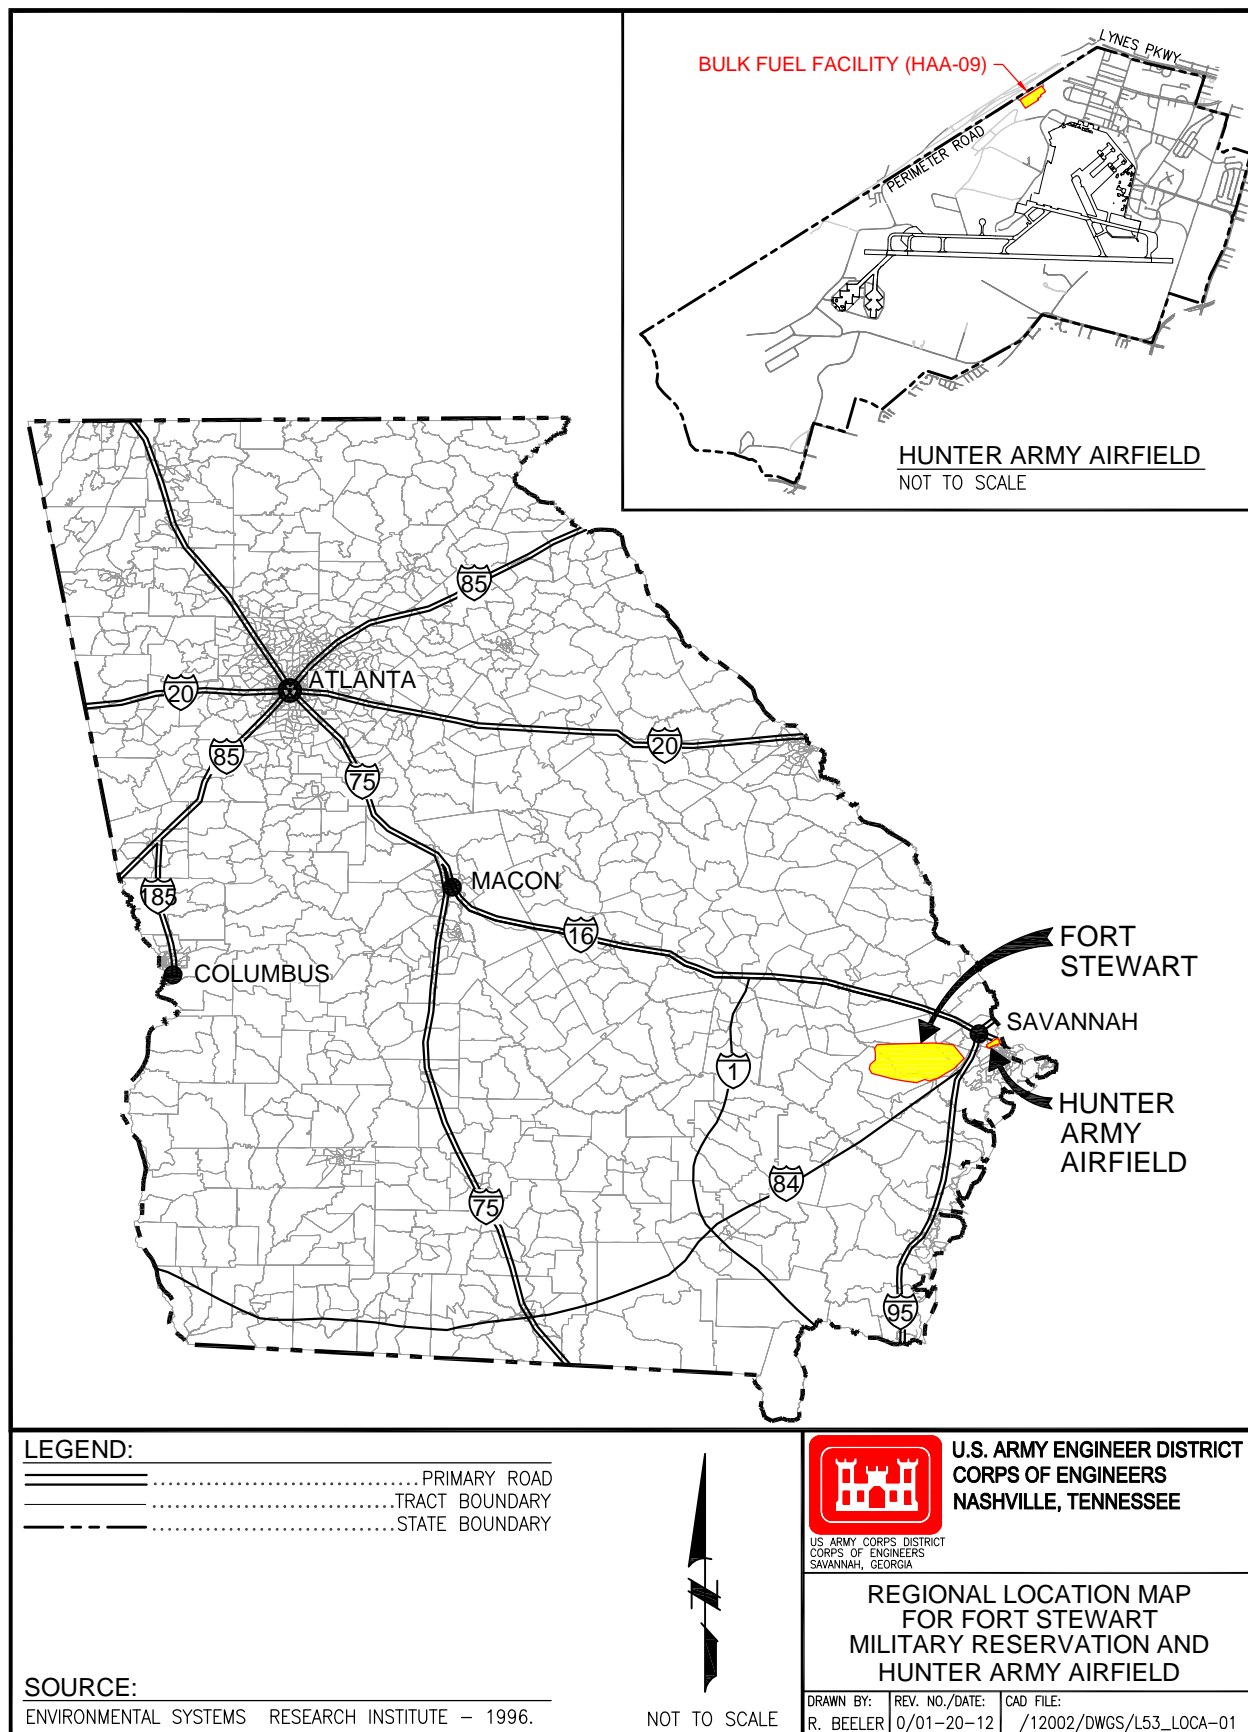 LYNES PKWY
BULK FUEL FACILITY (HAA-09)
PERIMETER ROAD
HUNTER ARMY AIRFIELD
NOT TO SCALE
85
ATLANTA
20
20
85
75
185
MACON
16
COLUMBUS
FORT
STEWART
SAVANNAH
1
HUNTER
ARMY
AIRFIELD
84
75
95
LEGEND:
PRIMARY ROAD
TRACT BOUNDARY
STATE BOUNDARY
SOURCE:
ENVIRONMENTAL SYSTEMS RESEARCH INSTITUTE - 1996.
N
NOT TO SCALE
U.S. ARMY ENGINEER DISTRICT
CORPS OF ENGINEERS
NASHVILLE, TENNESSEE
US ARMY CORPS DISTRICT
CORPS OF ENGINEERS
SAVANNAH, GEORGIA
REGIONAL LOCATION MAP
FOR FORT STEWART
MILITARY RESERVATION AND
HUNTER ARMY AIRFIELD
DRAWN BY:
R. BEELER
REV. NO./DATE:
0/01-20-12
CAD FILE:
/12002/DWGS/L53_LOCA-01